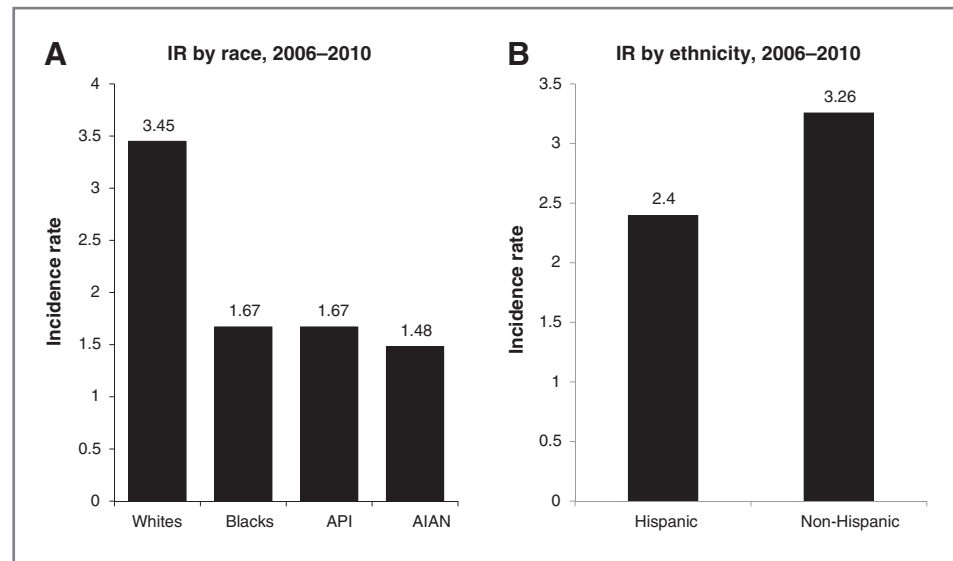 A
IR by race, 2006–2010
Incidence rate
4
3.5
3
2.5
2
1.5
1
0.5
0
3.45
1.67
1.67
1.48
Whites Blacks API AIAN
B
IR by ethnicity, 2006–2010
Incidence rate
3.5
3
2.5
2
1.5
1
0.5
0
2.4
3.26
Hispanic Non-Hispanic